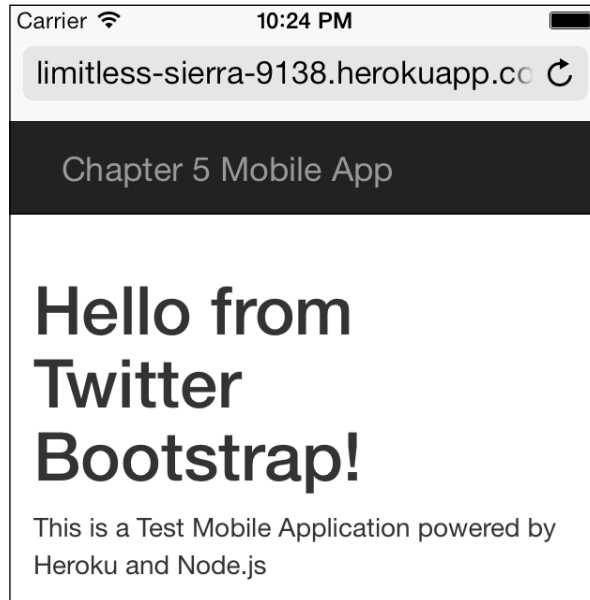 Carrier 10:24 PM
limitless-sierra-9138.herokuapp.co
Chapter 5 Mobile App
Hello from
Twitter
Bootstrap!
This is a Test Mobile Application powered by
Heroku and Node.js